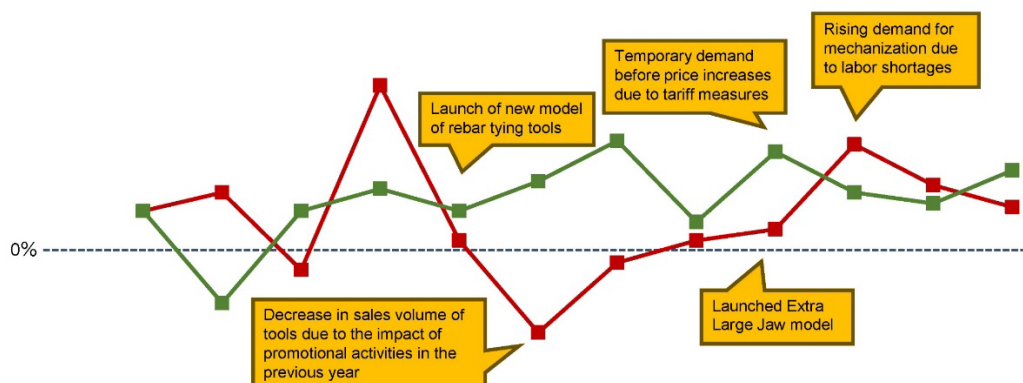 Rising demand for
mechanization due
to labor shortages
Temporary demand
before price increases
due to tariff measures
Launch of new model
of rebar tying tools
0%
Decrease in sales volume of
tools due to the impact of
promotional activities in the
previous year
Launched Extra
Large Jaw model